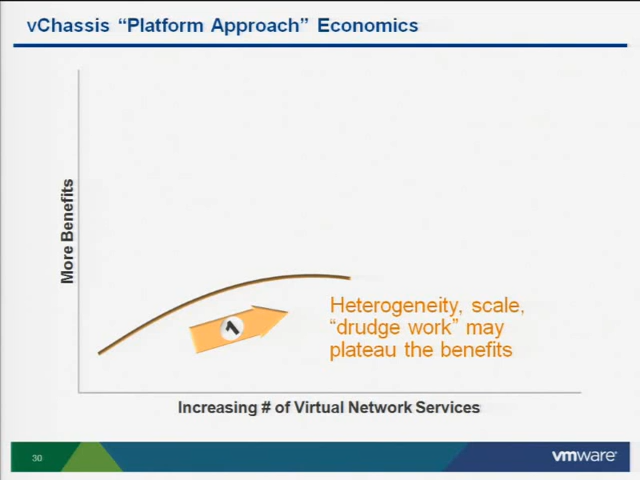 vChassis “Platform Approach” Economics
More Benefits
1
Heterogeneity, scale,
“drudge work” may
plateau the benefits
Increasing # of Virtual Network Services
30
vmware